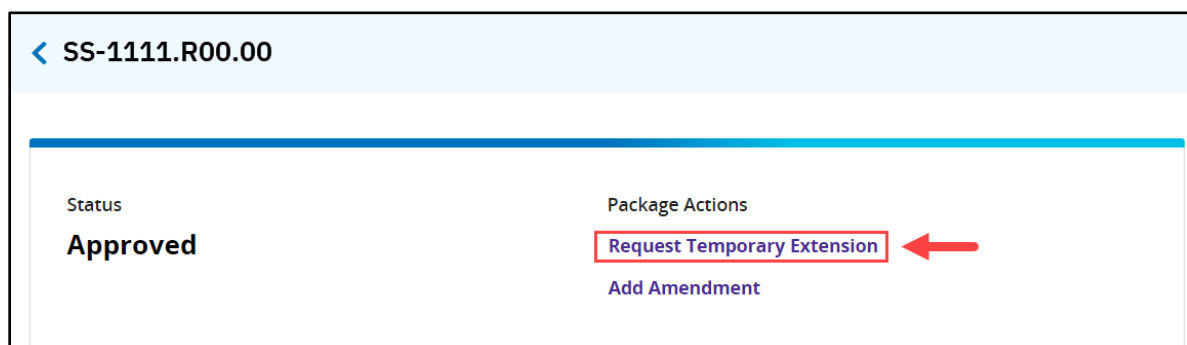 SS-1111.R00.00
Status
Approved
Package Actions
Request Temporary Extension
Add Amendment